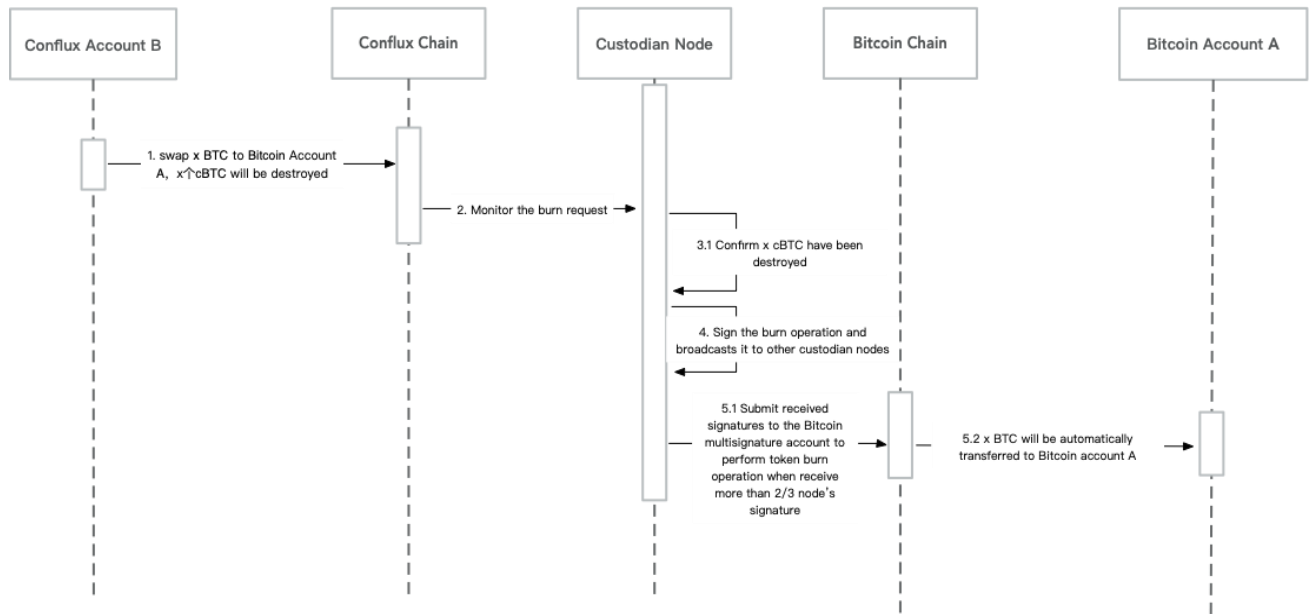 Conflux Account B
Conflux Chain
Custodian Node
Bitcoin Chain
Bitcoin Account A
1. swap x BTC to Bitcoin Account
A，x个cBTC will be destroyed
2. Monitor the burn request
3.1 Confirm x cBTC have been
destroyed
4. Sign the burn operation and
broadcasts it to other custodian nodes
5.1 Submit received
signatures to the Bitcoin
multisignature account to
perform token burn
operation when receive
more than 2/3 node's
signature
5.2 x BTC will be automatically
transferred to Bitcoin account A